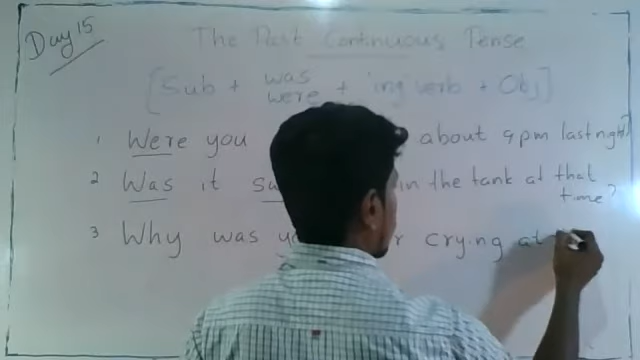 Day 15
The Past Continuous Tense
[Sub + was were + ing verb + Obj]
1 Were you about 9pm last night?
2 Was it in the tank at that time?
3 Why was crying at